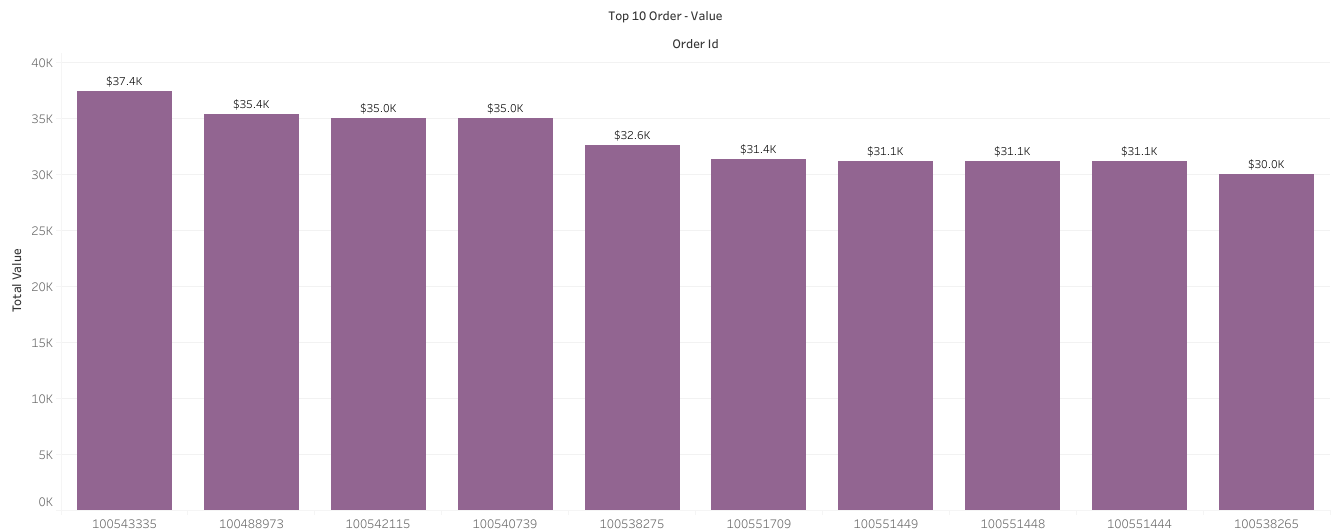 Top 10 Order - Value
Order Id
40K
35K
30K
25K
20K
15K
10K
5K
0K
Total Value
$37.4K
$35.4K
$35.0K
$35.0K
$32.6K
$31.4K
$31.1K
$31.1K
$31.1K
$30.0K
100543335
100488973
100542115
100540739
100538275
100551709
100551449
100551448
100551444
100538265